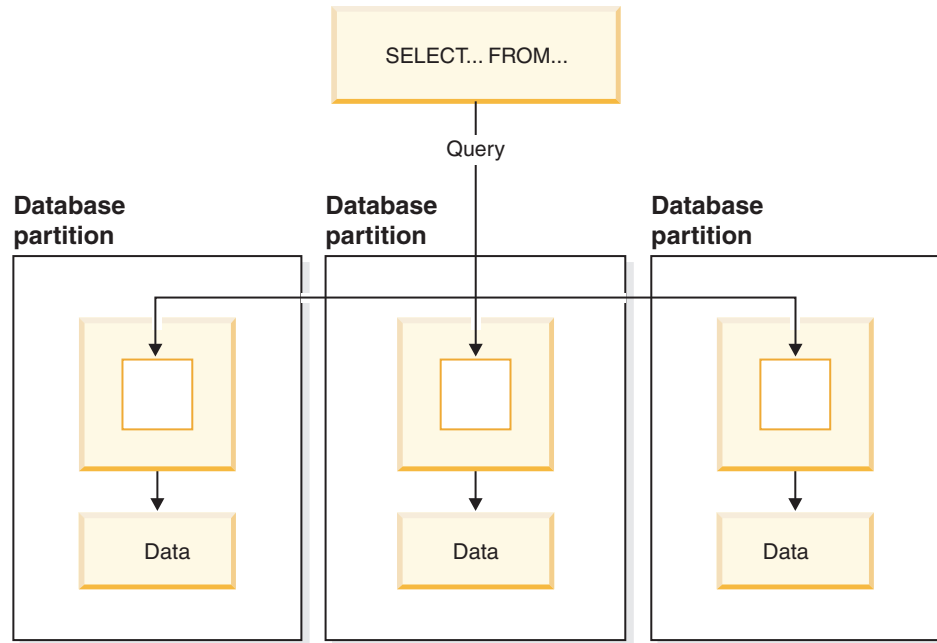 SELECT... FROM...
Query
Database
partition
Database
partition
Database
partition
Data
Data
Data